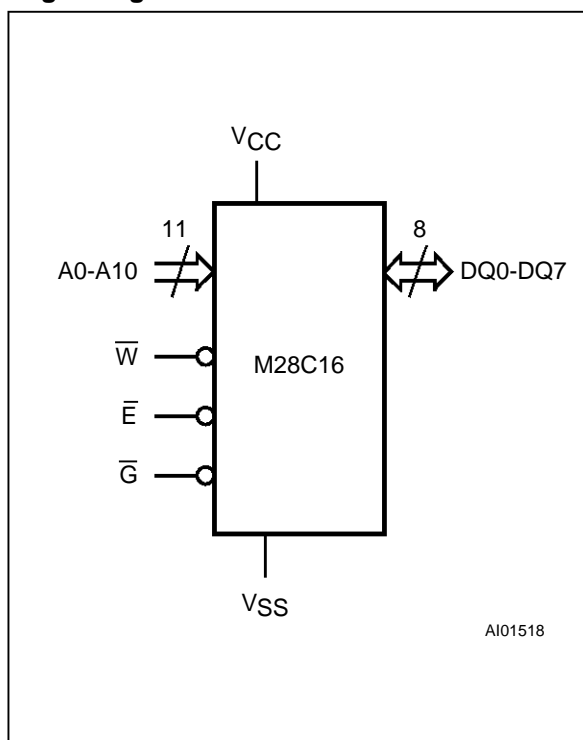 VCC
11
8
A0-A10
DQ0-DQ7
W̅
M28C16
E̅
G̅
VSS
AI01518